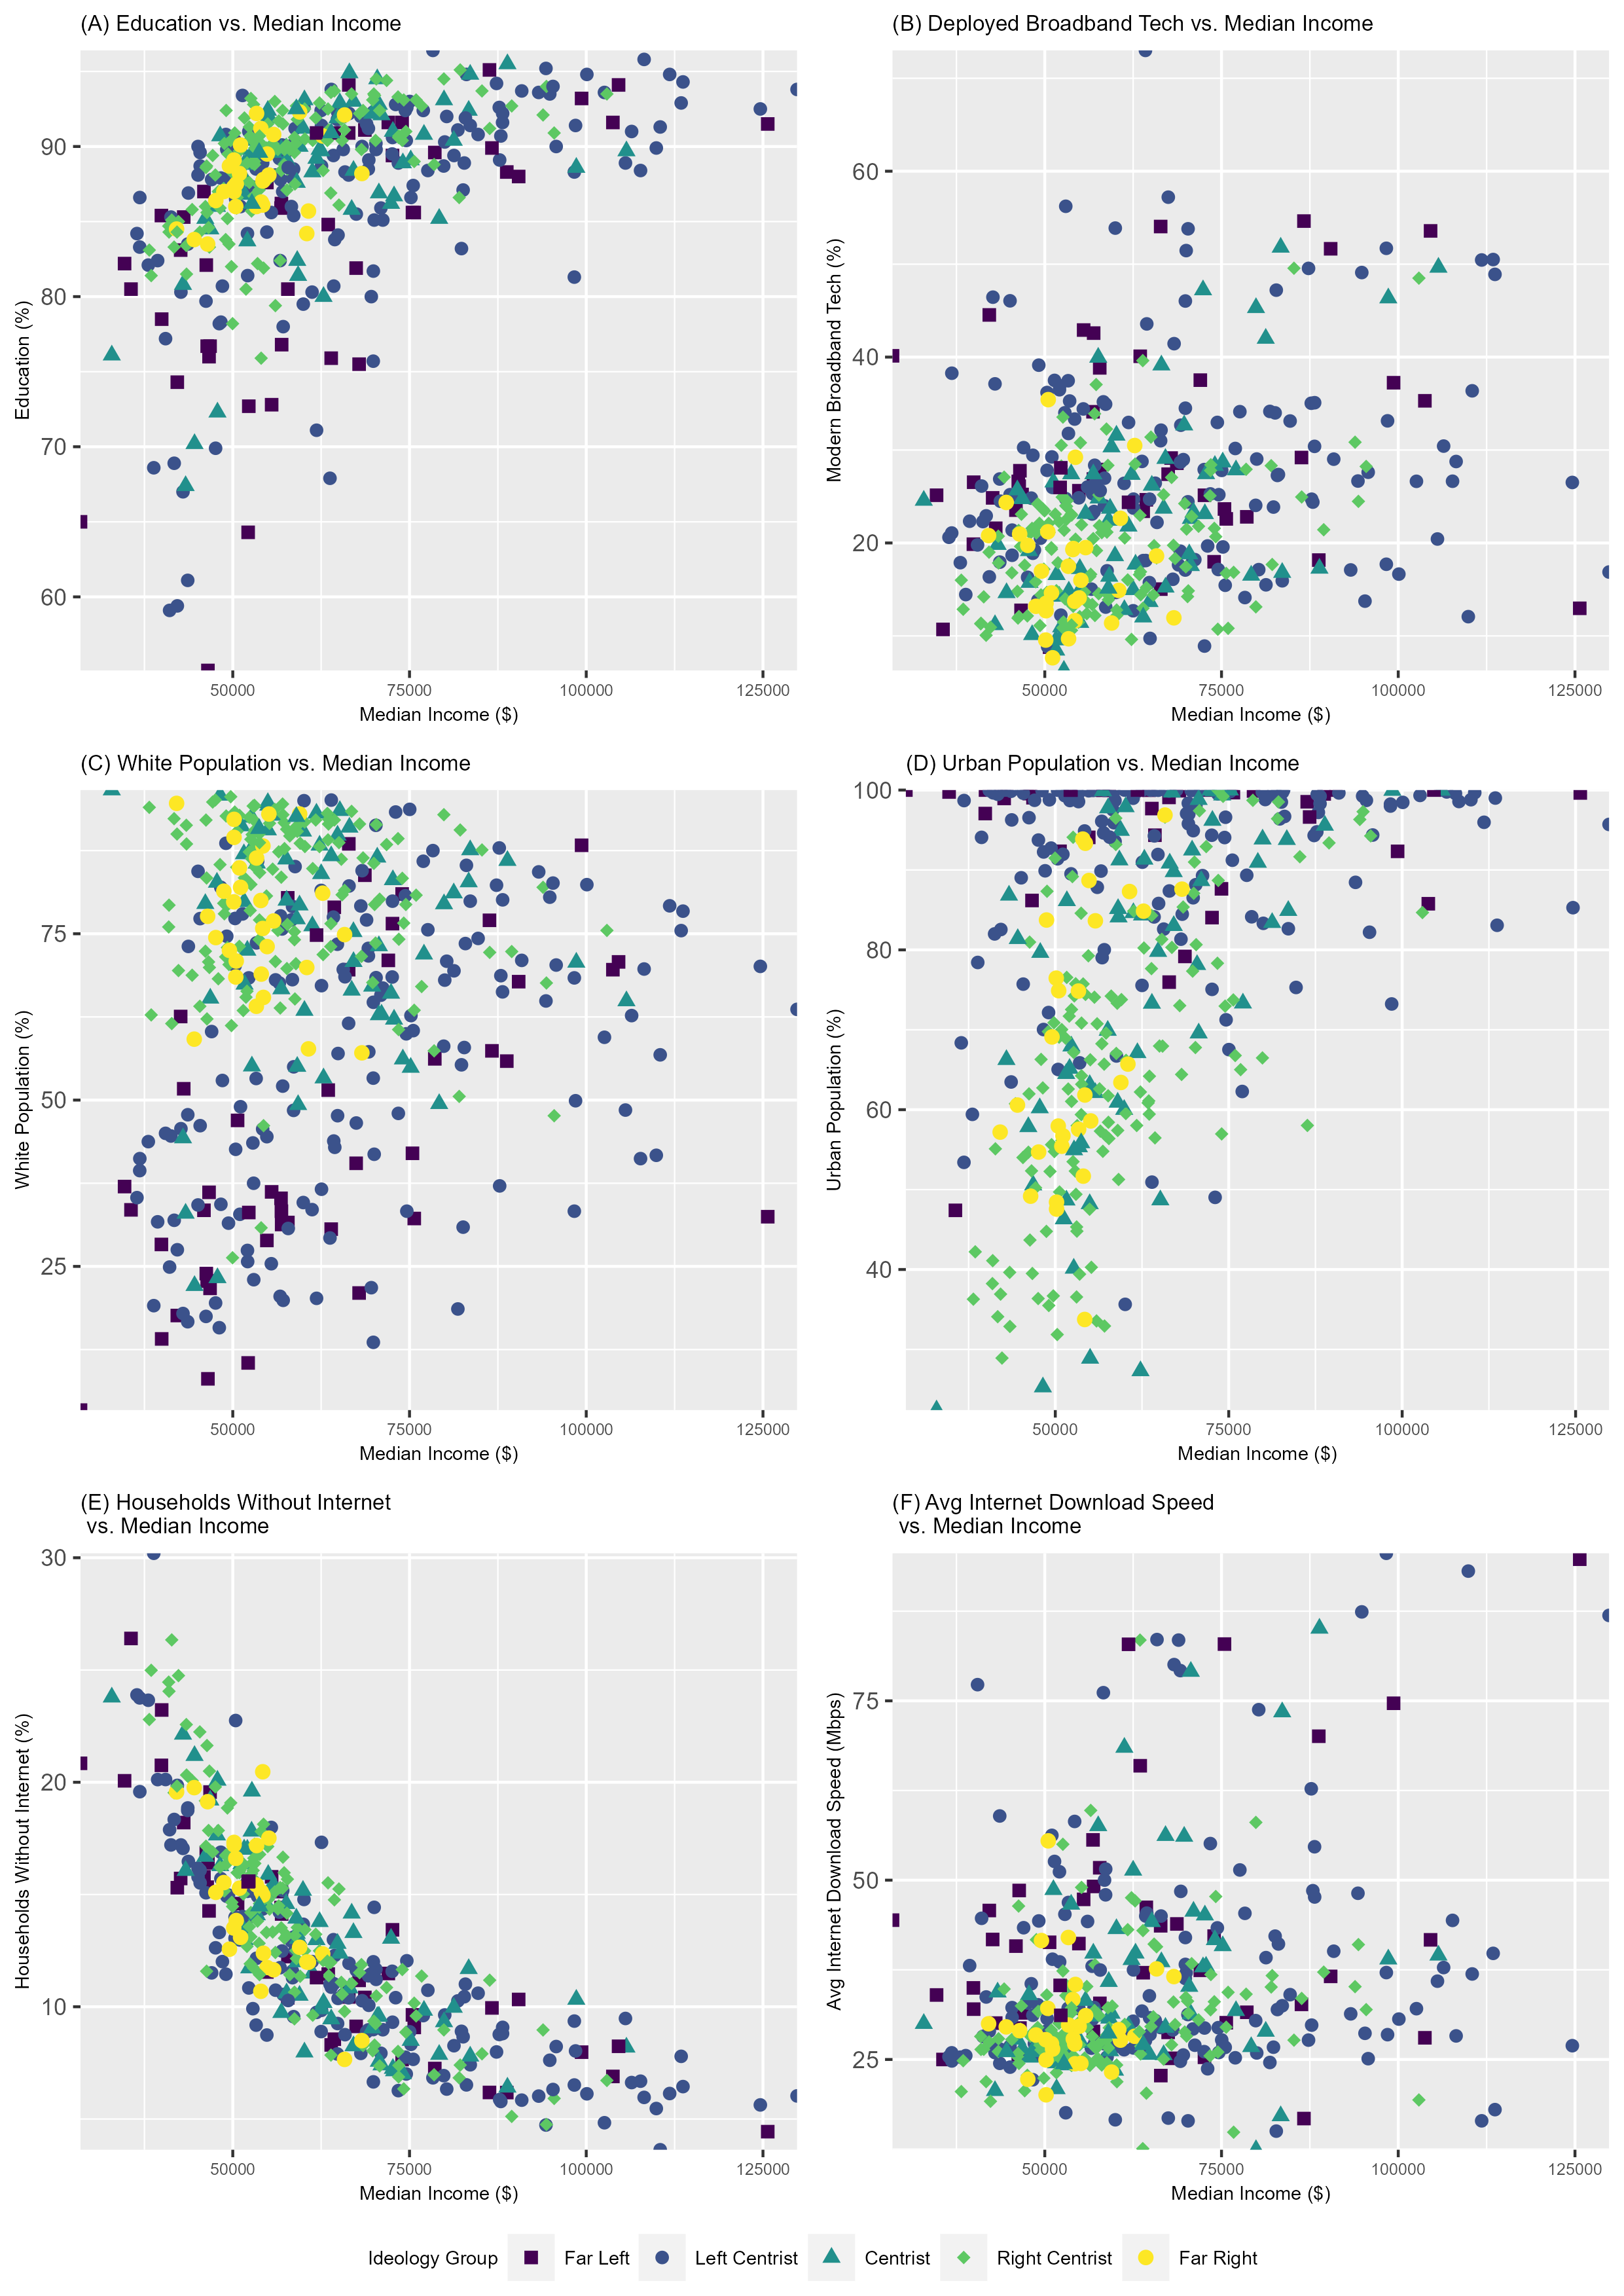 (A) Education vs. Median Income
Education (%)
90
80
70
60
50000 75000 100000 125000
Median Income ($)
(B) Deployed Broadband Tech vs. Median Income
Modern Broadband Tech (%)
60
40
20
50000 75000 100000 125000
Median Income ($)
(C) White Population vs. Median Income
White Population (%)
75
50
25
50000 75000 100000 125000
Median Income ($)
(D) Urban Population vs. Median Income
Urban Population (%)
100
80
60
40
50000 75000 100000 125000
Median Income ($)
(E) Households Without Internet
vs. Median Income
Households Without Internet (%)
30
20
10
50000 75000 100000 125000
Median Income ($)
(F) Avg Internet Download Speed
vs. Median Income
Avg Internet Download Speed (Mbps)
75
50
25
50000 75000 100000 125000
Median Income ($)
Ideology Group Far Left Left Centrist Centrist Right Centrist Far Right